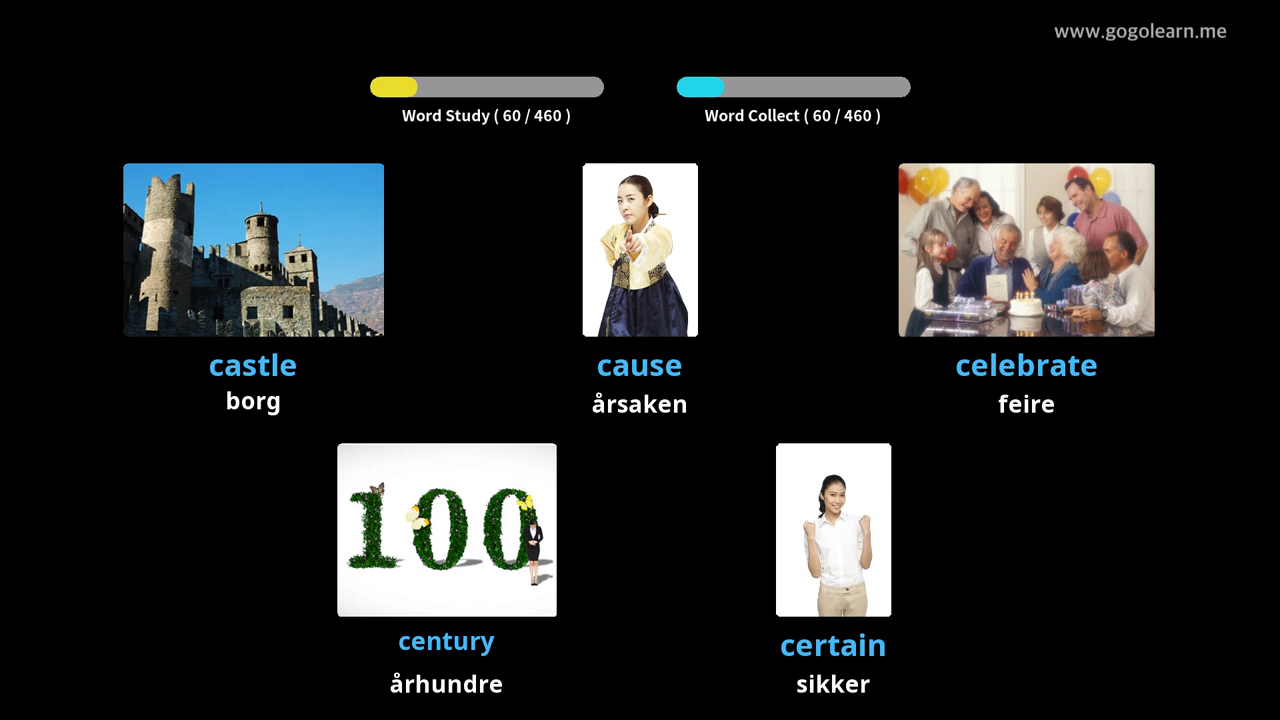 www.gogolearn.me
Word Study ( 60 / 460 )
Word Collect ( 60 / 460 )
castle
borg
cause
årsaken
celebrate
feire
100
century
århundre
certain
sikker